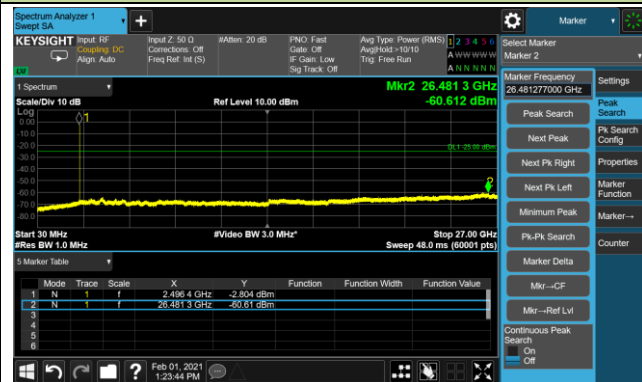 Spectrum Analyzer 1
Swept SA
Marker
KEYSIGHT
Input: RF
Coupling: DC
Align: Auto
Input Z: 50 Ω
Corrections: Off
Freq Ref: Int (S)
#Atten: 20 dB
PNO: Fast
Gate: Off
IF Gain: Low
Sig Track: Off
Avg Type: Power (RMS)
Avg|Hold:>10/10
Trig: Free Run
1 2 3 4 5 6
A W W W W W
A N N N N N
Select Marker
Marker 2
1 Spectrum
Mkr2 26.481 3 GHz
Scale/Div 10 dB
Ref Level 10.00 dBm
-60.612 dBm
Log
0.00
-10.0
-20.0
-30.0
-40.0
-50.0
-60.0
-70.0
-80.0
1
DL1 -25.00 dBm
2
Start 30 MHz
#Video BW 3.0 MHz*
Stop 27.00 GHz
#Res BW 1.0 MHz
Sweep 48.0 ms (60001 pts)
5 Marker Table
Mode Trace Scale X Y Function Function Width Function Value
1 N 1 f 2.496 4 GHz -2.804 dBm
2 N 1 f 26.481 3 GHz -60.61 dBm
3
4
5
6
Marker Frequency
26.481277000 GHz
Peak Search
Next Peak
Next Pk Right
Next Pk Left
Minimum Peak
Pk-Pk Search
Marker Delta
Mkr→CF
Mkr→Ref Lvl
Continuous Peak
Search
On
Off
Settings
Peak
Search
Pk Search
Config
Properties
Marker
Function
Marker→
Counter
Feb 01, 2021
1:23:44 PM